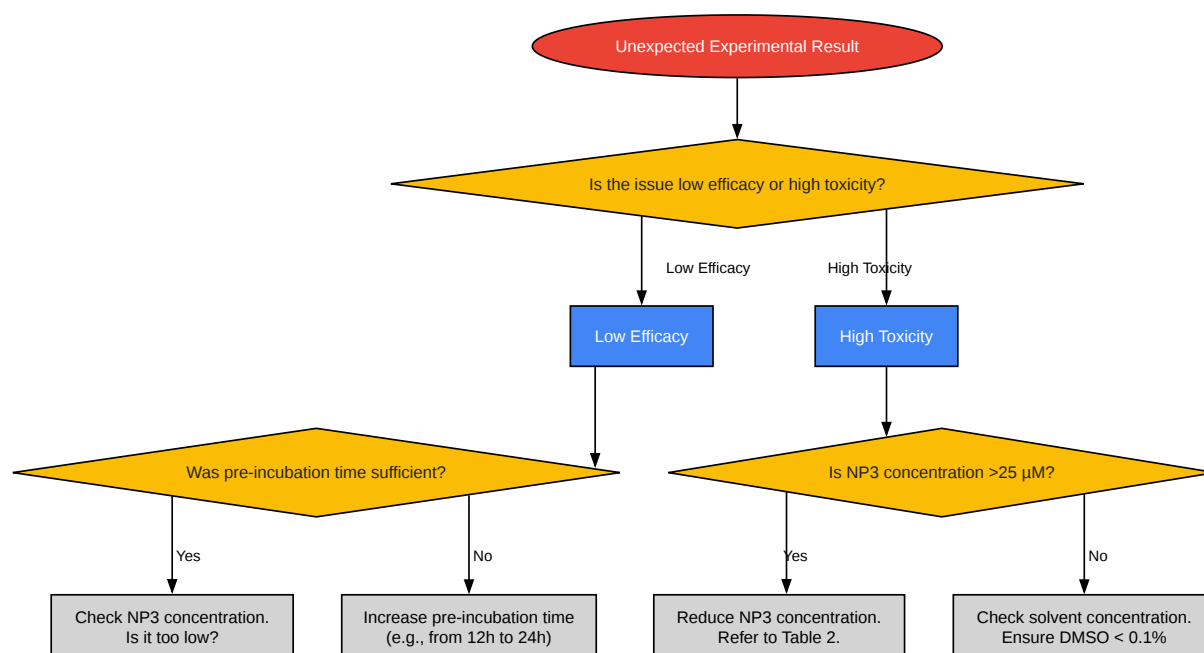 Unexpected Experimental Result
Is the issue low efficacy or high toxicity?
Low Efficacy
High Toxicity
Low Efficacy
High Toxicity
Was pre-incubation time sufficient?
Is NP3 concentration >25 µM?
Yes
No
Yes
No
Check NP3 concentration.
Is it too low?
Increase pre-incubation time
(e.g., from 12h to 24h)
Reduce NP3 concentration.
Refer to Table 2.
Check solvent concentration.
Ensure DMSO < 0.1%